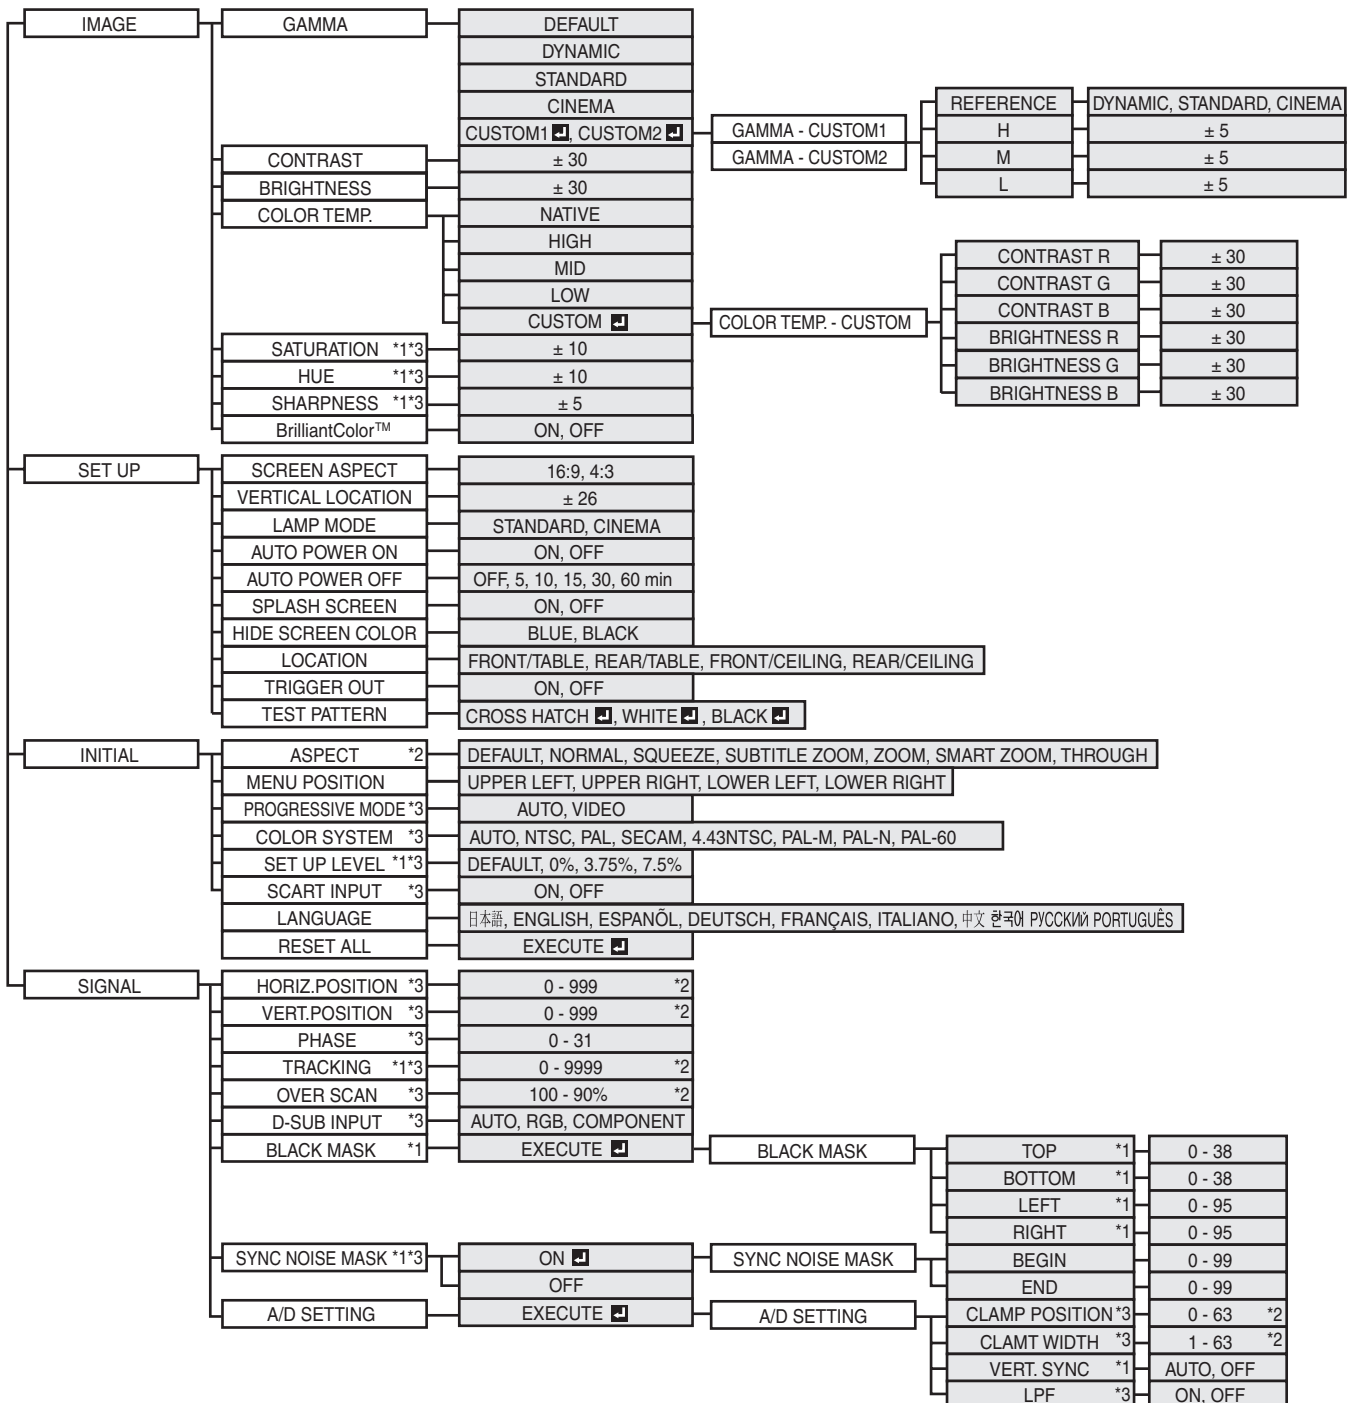 IMAGE GAMMA DEFAULT
DYNAMIC
STANDARD
CINEMA
CUSTOM1 , CUSTOM2
GAMMA - CUSTOM1
GAMMA - CUSTOM2
REFERENCE DYNAMIC, STANDARD, CINEMA
H ± 5
M ± 5
L ± 5
CONTRAST ± 30
BRIGHTNESS ± 30
COLOR TEMP. NATIVE
HIGH
MID
LOW
CUSTOM COLOR TEMP. - CUSTOM
CONTRAST R ± 30
CONTRAST G ± 30
CONTRAST B ± 30
BRIGHTNESS R ± 30
BRIGHTNESS G ± 30
BRIGHTNESS B ± 30
SATURATION *1*3 ± 10
HUE *1*3 ± 10
SHARPNESS *1*3 ± 5
BrilliantColor™ ON, OFF
SET UP SCREEN ASPECT 16:9, 4:3
VERTICAL LOCATION ± 26
LAMP MODE STANDARD, CINEMA
AUTO POWER ON ON, OFF
AUTO POWER OFF OFF, 5, 10, 15, 30, 60 min
SPLASH SCREEN ON, OFF
HIDE SCREEN COLOR BLUE, BLACK
LOCATION FRONT/TABLE, REAR/TABLE, FRONT/CEILING, REAR/CEILING
TRIGGER OUT ON, OFF
TEST PATTERN CROSS HATCH , WHITE , BLACK
INITIAL ASPECT *2 DEFAULT, NORMAL, SQUEEZE, SUBTITLE ZOOM, ZOOM, SMART ZOOM, THROUGH
MENU POSITION UPPER LEFT, UPPER RIGHT, LOWER LEFT, LOWER RIGHT
PROGRESSIVE MODE *3 AUTO, VIDEO
COLOR SYSTEM *3 AUTO, NTSC, PAL, SECAM, 4.43NTSC, PAL-M, PAL-N, PAL-60
SET UP LEVEL *1*3 DEFAULT, 0%, 3.75%, 7.5%
SCART INPUT *3 ON, OFF
LANGUAGE 日本語, ENGLISH, ESPANÕL, DEUTSCH, FRANÇAIS, ITALIANO, 中文 한국어 РУССКИЙ PORTUGUÊS
RESET ALL EXECUTE
SIGNAL HORIZ.POSITION *3 0 - 999 *2
VERT.POSITION *3 0 - 999 *2
PHASE *3 0 - 31
TRACKING *1*3 0 - 9999 *2
OVER SCAN *3 100 - 90% *2
D-SUB INPUT *3 AUTO, RGB, COMPONENT
BLACK MASK *1 EXECUTE BLACK MASK TOP *1 0 - 38
BOTTOM *1 0 - 38
LEFT *1 0 - 95
RIGHT *1 0 - 95
SYNC NOISE MASK *1*3 ON SYNC NOISE MASK BEGIN 0 - 99
OFF END 0 - 99
A/D SETTING EXECUTE A/D SETTING CLAMP POSITION *3 0 - 63 *2
CLAMT WIDTH *3 1 - 63 *2
VERT. SYNC *1 AUTO, OFF
LPF *3 ON, OFF